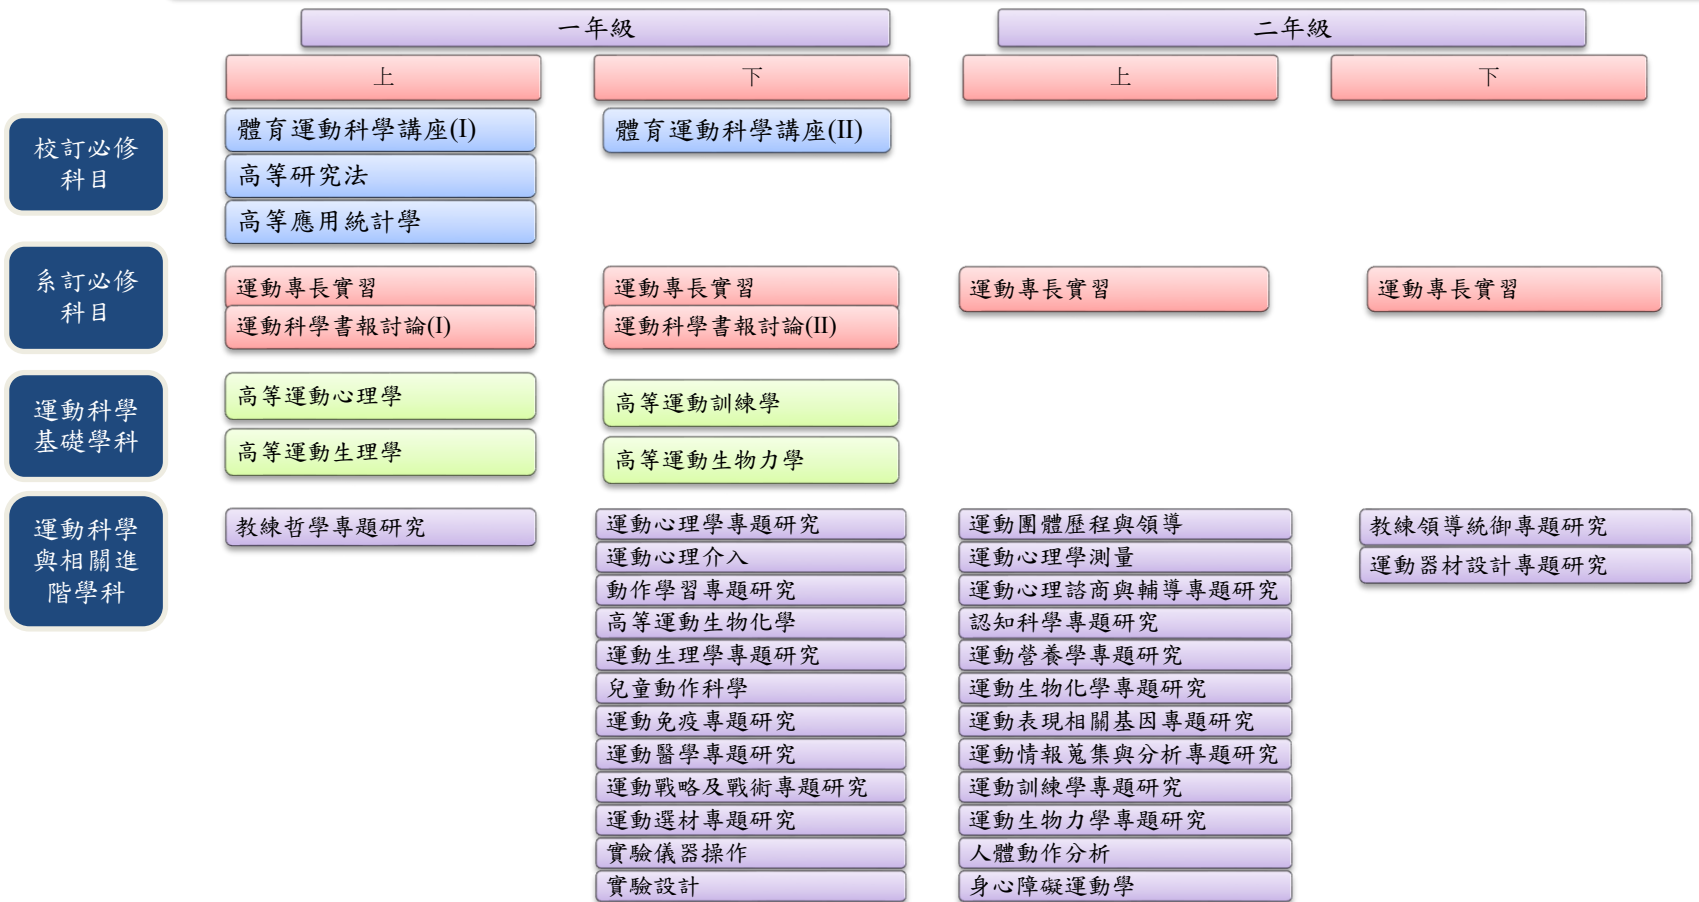 一年級
二年級
上
下
上
下
校訂必修
科目
體育運動科學講座(I)
高等研究法
高等應用統計學
體育運動科學講座(II)
系訂必修
科目
運動專長實習
運動科學書報討論(I)
運動專長實習
運動科學書報討論(II)
運動專長實習
運動專長實習
運動科學
基礎學科
高等運動心理學
高等運動生理學
高等運動訓練學
高等運動生物力學
運動科學
與相關進
階學科
教練哲學專題研究
運動心理學專題研究
運動心理介入
動作學習專題研究
高等運動生物化學
運動生理學專題研究
兒童動作科學
運動免疫專題研究
運動醫學專題研究
運動戰略及戰術專題研究
運動選材專題研究
實驗儀器操作
實驗設計
運動團體歷程與領導
運動心理學測量
運動心理諮商與輔導專題研究
認知科學專題研究
運動營養學專題研究
運動生物化學專題研究
運動表現相關基因專題研究
運動情報蒐集與分析專題研究
運動訓練學專題研究
運動生物力學專題研究
人體動作分析
身心障礙運動學
教練領導統御專題研究
運動器材設計專題研究